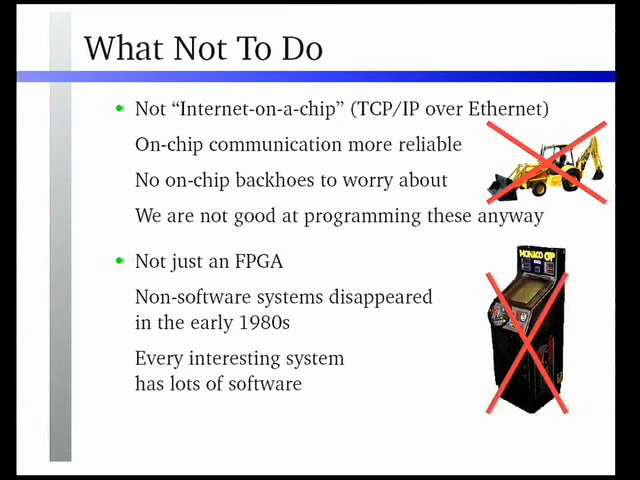 What Not To Do
Not “Internet-on-a-chip” (TCP/IP over Ethernet)
On-chip communication more reliable
No on-chip backhoes to worry about
We are not good at programming these anyway
Not just an FPGA
Non-software systems disappeared
in the early 1980s
Every interesting system
has lots of software
MONACO GP